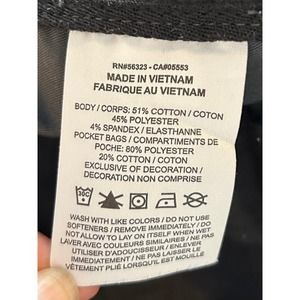 RN#56323 - CA#05553
MADE IN VIETNAM
FABRIQUE AU VIETNAM
BODY / CORPS: 51% COTTON / COTON
45% POLYESTER
4% SPANDEX / ELASTHANNE
POCKET BAGS / COMPARTIMENTS DE
POCHE: 80% POLYESTER
20% COTTON / COTON
EXCLUSIVE OF DECORATION /
DECORATION NON COMPRISE
30C
WASH WITH LIKE COLORS / DO NOT USE
SOFTENERS / REMOVE IMMEDIATELY / DO
NOT ALLOW TO LAY ON ITSELF WHEN WET
LAVER AVEC COULEURS SIMILAIRES / NE PAS
UTILISER D'ADOUCISSEUR / ENLEVER
IMMÉDIATEMENT / NE PAS LAISSER LE
VÊTEMENT PLIÉ LORSQU'IL EST MOUILLÉ